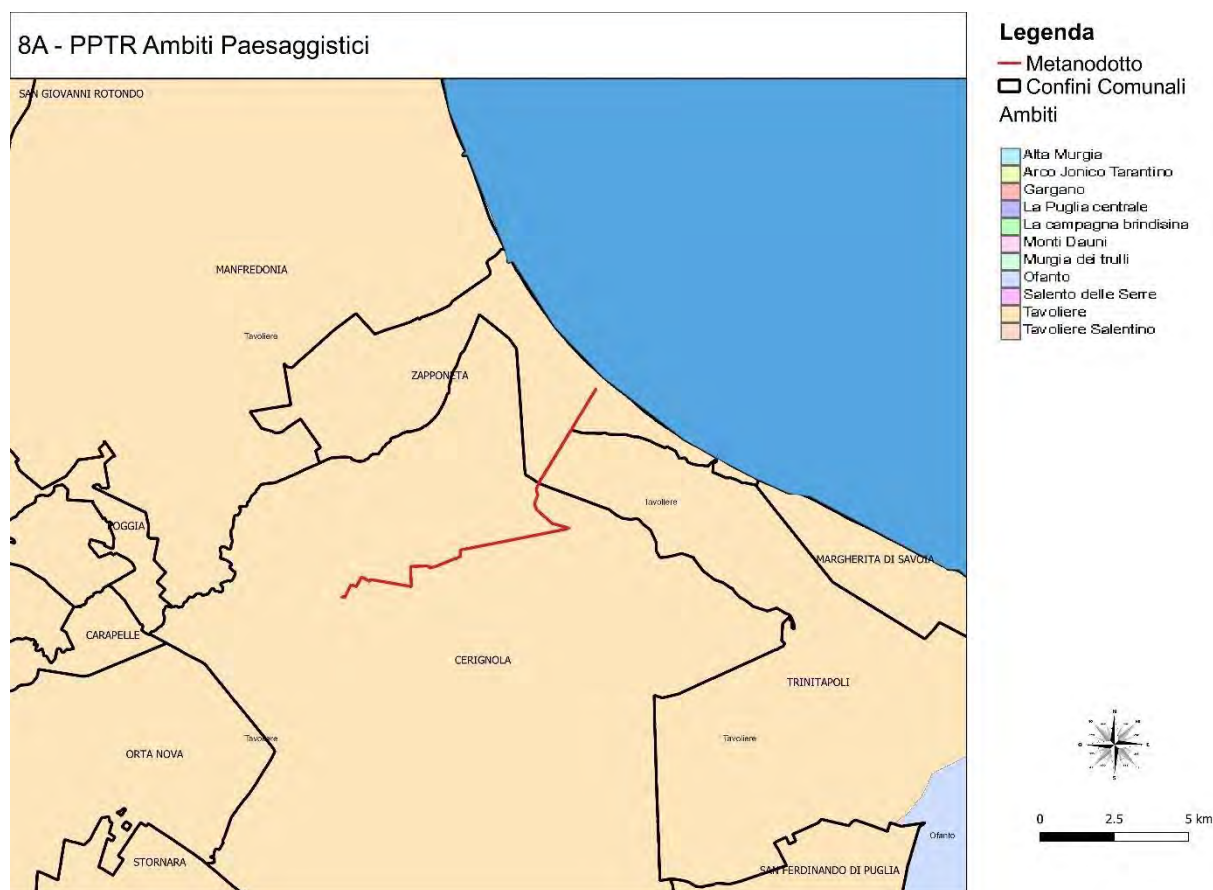 8A - PPTR Ambiti Paesaggistici
SAN GIOVANNI ROTONDO
MANFREDONIA
Tavoliere
ZAPPONETA
Tavoliere
FOGGIA
MARGHERITA DI SAVOIA
CARAPELLE
CERIGNOLA
TRINITAPOLI
Tavoliere
Tavoliere
ORTA NOVA
Ofanto
STORNARA
SAN FERDINANDO DI PUGLIA
Legenda
Metanodotto
Confini Comunali
Ambiti
Alta Murgia
Arco Jonico Tarantino
Gargano
La Puglia centrale
La campagna brindisina
Monti Dauni
Murgia dei trulli
Ofanto
Salento delle Serre
Tavoliere
Tavoliere Salentino
N
O
E
S
0 2.5 5 km